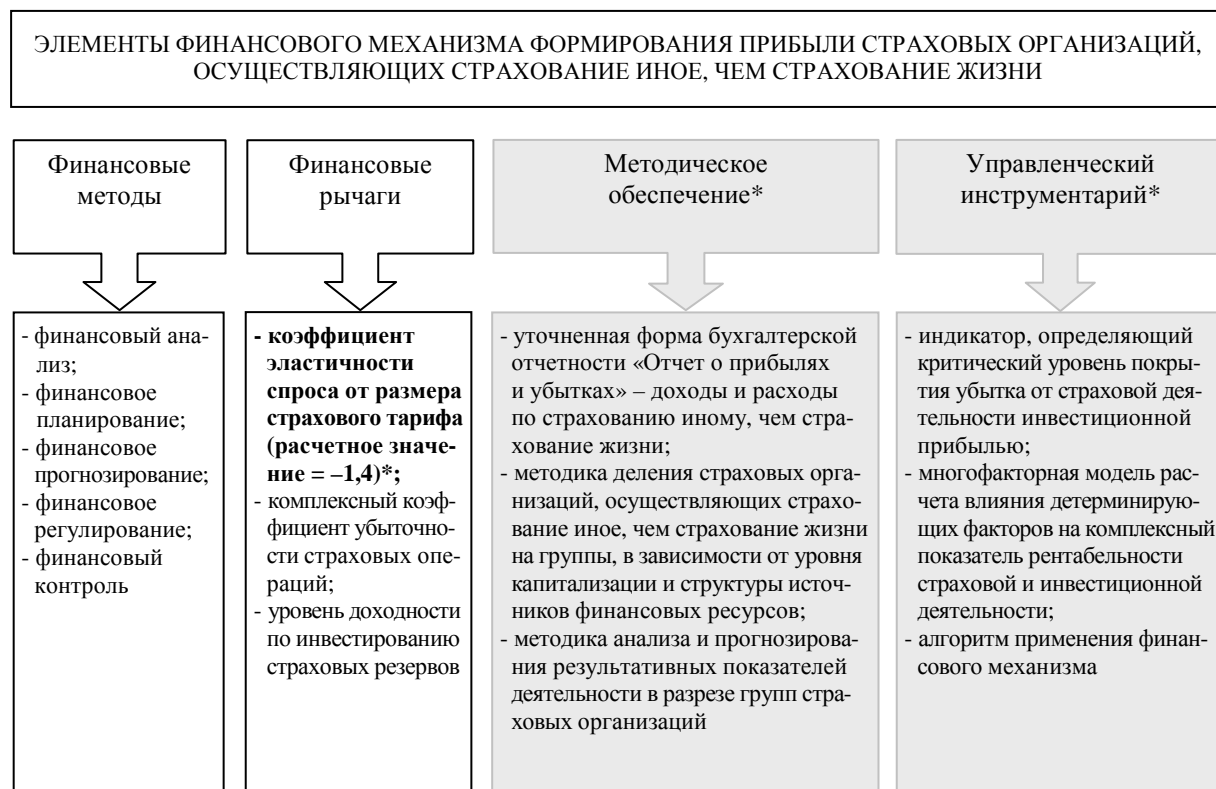 ЭЛЕМЕНТЫ ФИНАНСОВОГО МЕХАНИЗМА ФОРМИРОВАНИЯ ПРИБЫЛИ СТРАХОВЫХ ОРГАНИЗАЦИЙ,
ОСУЩЕСТВЛЯЮЩИХ СТРАХОВАНИЕ ИНОЕ, ЧЕМ СТРАХОВАНИЕ ЖИЗНИ
Финансовые
методы
- финансовый ана-
лиз;
- финансовое
планирование;
- финансовое
прогнозирование;
- финансовое
регулирование;
- финансовый
контроль
Финансовые
рычаги
- коэффициент
эластичности
спроса от размера
страхового тарифа
(расчетное значе-
ние = –1,4)*;
- комплексный коэф-
фициент убыточно-
сти страховых опе-
раций;
- уровень доходности
по инвестированию
страховых резервов
Методическое
обеспечение*
- уточненная форма бухгалтерской
отчетности «Отчет о прибылях
и убытках» – доходы и расходы
по страхованию иному, чем стра-
хование жизни;
- методика деления страховых орга-
низаций, осуществляющих страхо-
вание иное, чем страхование жизни
на группы, в зависимости от уровня
капитализации и структуры источ-
ников финансовых ресурсов;
- методика анализа и прогнозирова-
ния результативных показателей
деятельности в разрезе групп стра-
ховых организаций
Управленческий
инструментарий*
- индикатор, определяющий
критический уровень покры-
тия убытка от страховой дея-
тельности инвестиционной
прибылью;
- многофакторная модель рас-
чета влияния детерминирую-
щих факторов на комплексный
показатель рентабельности
страховой и инвестиционной
деятельности;
- алгоритм применения финан-
сового механизма